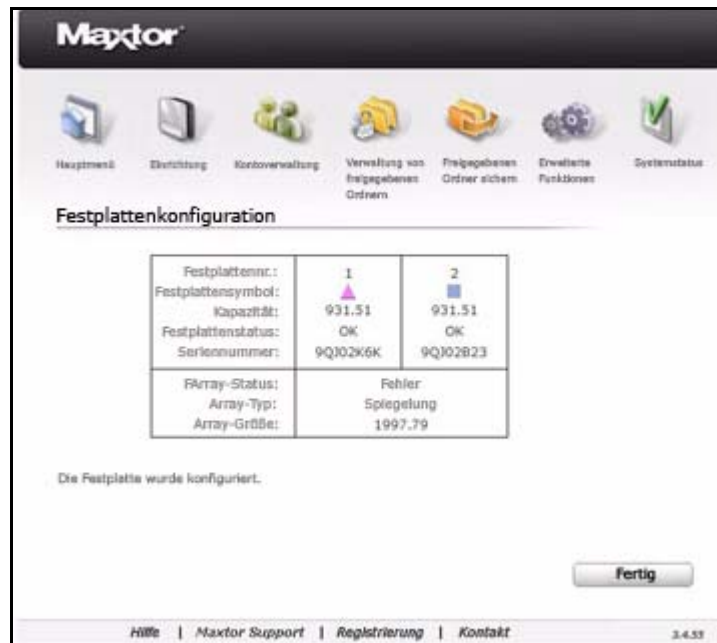 Maxtor
Hauptmenü
Einrichtung
Kontoverwaltung
Verwaltung von
freigegebenen
Ordnern
Freigegebenen
Ordner sichern
Erweiterte
Funktionen
Systemstatus
Festplattenkonfiguration
Festplattennr.: 1 2
Festplattensymbol:
Kapazität: 931.51 931.51
Festplattenstatus: OK OK
Seriennummer: 9QJ02K6K 9QJ02B23
FArray-Status: Fehler
Array-Typ: Spiegelung
Array-Größe: 1997.79
Die Festplatte wurde konfiguriert.
Fertig
Hilfe | Maxtor Support | Registrierung | Kontakt
3.4.55